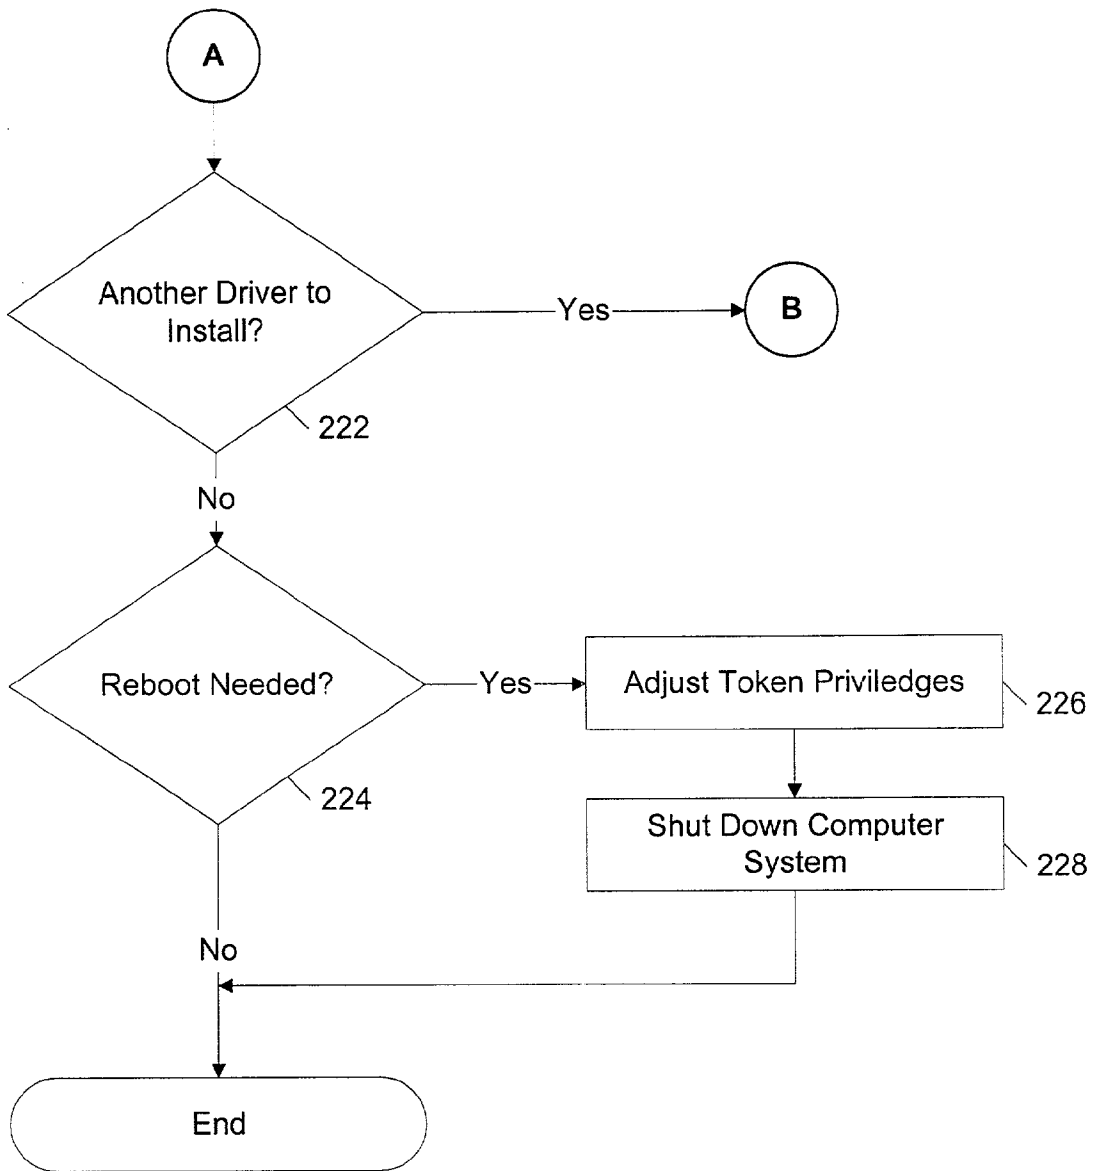 A
Another Driver to
Install?
Yes
B
222
No
Reboot Needed?
Yes
Adjust Token Priviledges
226
224
Shut Down Computer
System
228
No
End